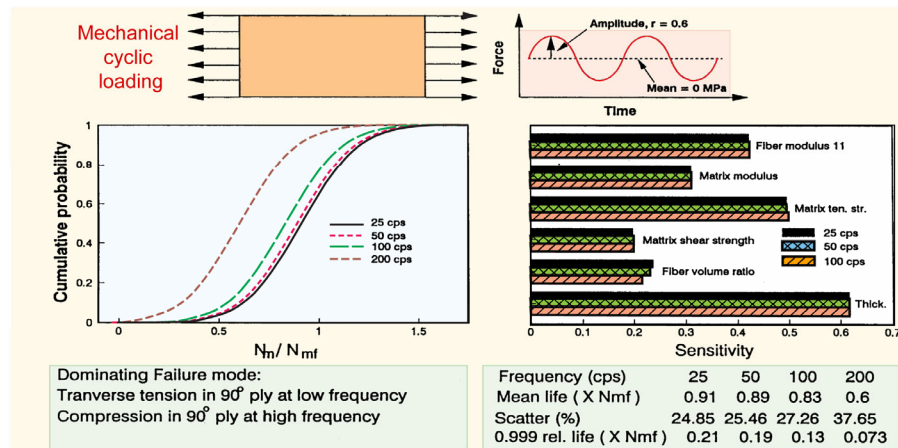 Mechanical
cyclic
loading
Force
Amplitude, r = 0.6
Mean = 0 MPa
Time
Cumulative probability
1
0.8
0.6
0.4
0.2
0
25 cps
50 cps
100 cps
200 cps
0 0.5 1 1.5
Nm/ Nmf
Fiber modulus 11
Matrix modulus
Matrix ten. str.
Mattrix shear strength
Fiber volume ratio
Thick.
25 cps
50 cps
100 cps
0 0.1 0.2 0.3 0.4 0.5 0.6 0.7
Sensitivity
Dominating Failure mode:
Tranverse tension in 90° ply at low frequency
Compression in 90° ply at high frequency
Frequency (cps) 25 50 100 200
Mean life ( X Nmf ) 0.91 0.89 0.83 0.6
Scatter (%) 24.85 25.46 27.26 37.65
0.999 rel. life ( X Nmf ) 0.21 0.19 0.13 0.073